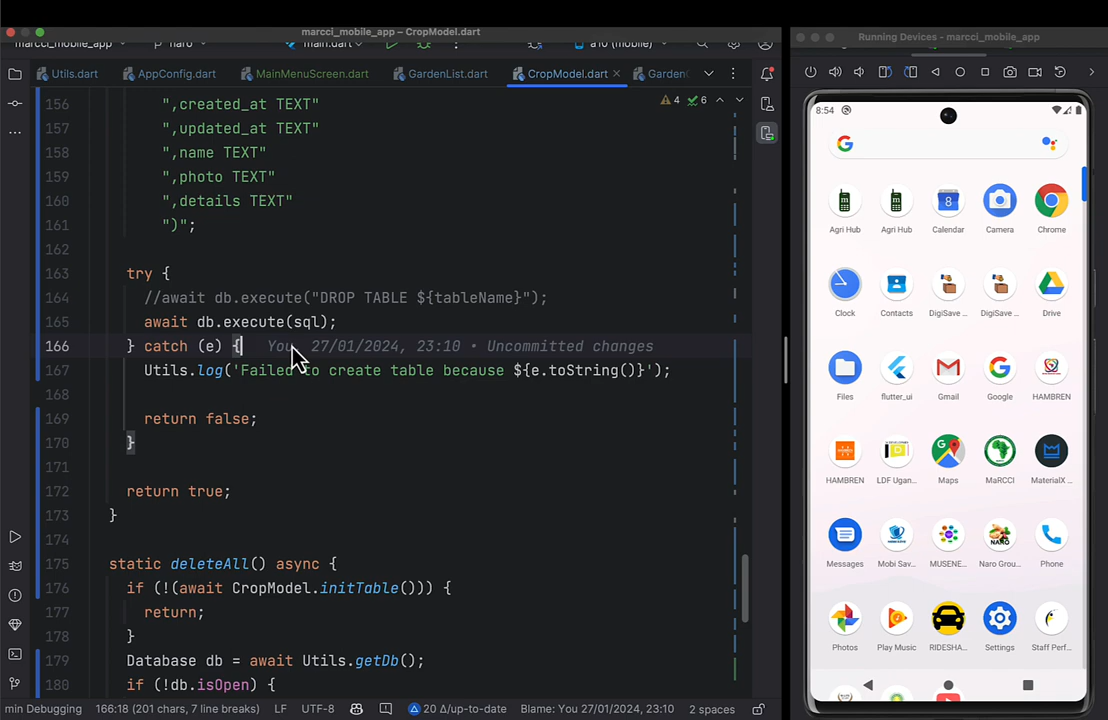 marcci_mobile_app – CropModel.dart
marcci_mobile_app
naro
main.dart
a10 (mobile)
Utils.dart
AppConfig.dart
MainMenuScreen.dart
GardenList.dart
CropModel.dart
Garden
4
6
156 ",created_at TEXT"
157 ",updated_at TEXT"
158 ",name TEXT"
159 ",photo TEXT"
160 ",details TEXT"
161 ")";
162
163 try {
164 //await db.execute("DROP TABLE ${tableName}");
165 await db.execute(sql);
166 } catch (e) { You, 27/01/2024, 23:10 • Uncommitted changes
167 Utils.log('Failed to create table because ${e.toString()}');
168
169 return false;
170 }
171
172 return true;
173 }
174
175 static deleteAll() async {
176 if (!(await CropModel.initTable())) {
177 return;
178 }
179 Database db = await Utils.getDb();
180 if (!db.isOpen) {
min Debugging
166:18 (201 chars, 7 line breaks)
LF
UTF-8
20 Δ/up-to-date
Blame: You 27/01/2024, 23:10
2 spaces
Running Devices - marcci_mobile_app
8:54
Agri Hub
Agri Hub
Calendar
Camera
Chrome
Clock
Contacts
DigiSave ...
DigiSave ...
Drive
Files
flutter_ui
Gmail
Google
HAMBREN
HAMBREN
LDF Ugan...
Maps
MaRCCI
MaterialX ...
Messages
Mobi Sav...
MUSENE...
Naro Grou...
Phone
Photos
Play Music
RIDESHA...
Settings
Staff Perf...